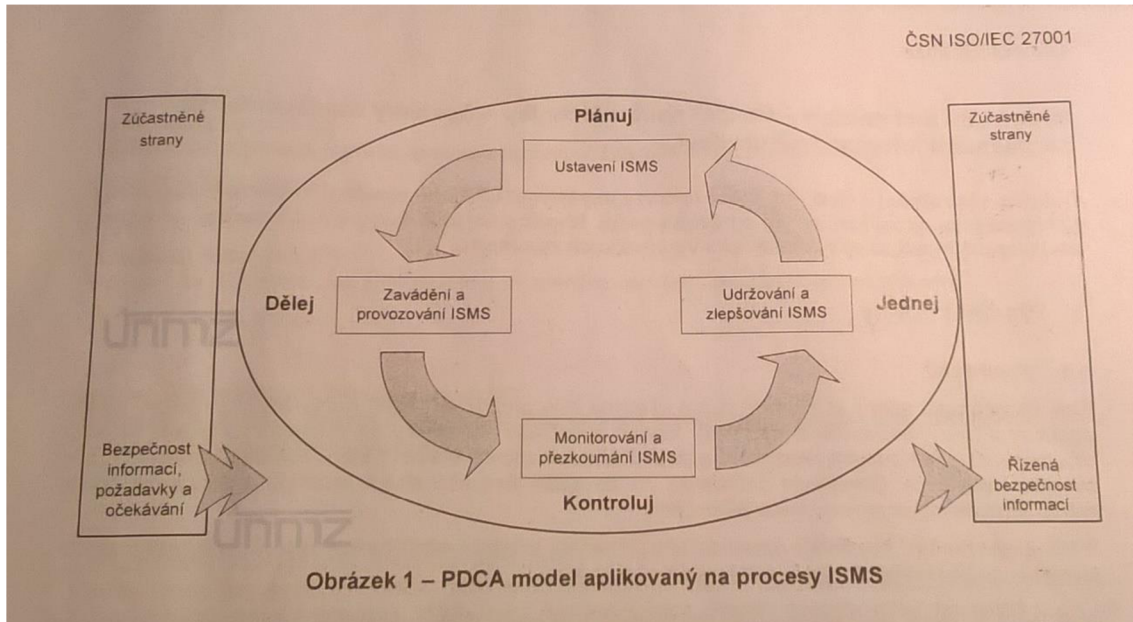 ČSN ISO/IEC 27001
Zúčastněné
strany
Bezpečnost
informací,
požadavky a
očekávání
Plánuj
Ustavení ISMS
Dělej
Zavádění a
provozování ISMS
Udržování a
zlepšování ISMS
Jednej
Monitorování a
přezkoumání ISMS
Kontroluj
Zúčastněné
strany
Řízená
bezpečnost
informací
únmz
únmz
Obrázek 1 – PDCA model aplikovaný na procesy ISMS